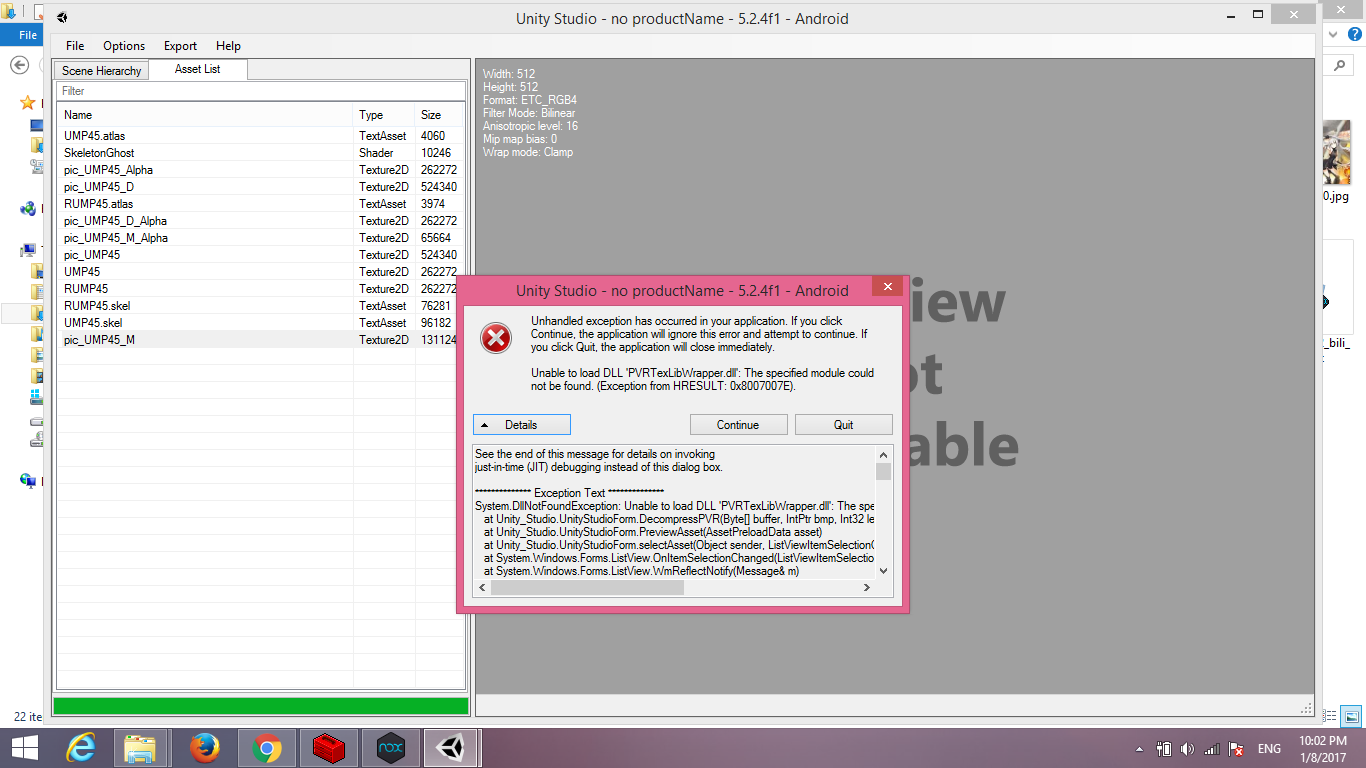 Unity Studio - no productName - 5.2.4f1 - Android
File
File Options Export Help
Scene Hierarchy Asset List
Filter
Name Type Size
UMP45.atlas TextAsset 4060
SkeletonGhost Shader 10246
pic_UMP45_Alpha Texture2D 262272
pic_UMP45_D Texture2D 524340
RUMP45.atlas TextAsset 3974
pic_UMP45_D_Alpha Texture2D 262272
pic_UMP45_M_Alpha Texture2D 65664
pic_UMP45 Texture2D 524340
UMP45 Texture2D 262272
RUMP45 Texture2D 262272
RUMP45.skel TextAsset 76281
UMP45.skel TextAsset 96182
pic_UMP45_M Texture2D 131124
Width: 512
Height: 512
Format: ETC_RGB4
Filter Mode: Bilinear
Anisotropic level: 16
Mip map bias: 0
Wrap mode: Clamp
0.jpg
_bili_
Unity Studio - no productName - 5.2.4f1 - Android
Unhandled exception has occurred in your application. If you click
Continue, the application will ignore this error and attempt to continue. If
you click Quit, the application will close immediately.
Unable to load DLL 'PVRTexLibWrapper.dll': The specified module could
not be found. (Exception from HRESULT: 0x8007007E).
Details Continue Quit
See the end of this message for details on invoking
just-in-time (JIT) debugging instead of this dialog box.
************** Exception Text **************
System.DllNotFoundException: Unable to load DLL 'PVRTexLibWrapper.dll': The spe
at Unity_Studio.UnityStudioForm.DecompressPVR(Byte[] buffer, IntPtr bmp, Int32 le
at Unity_Studio.UnityStudioForm.PreviewAsset(AssetPreloadData asset)
at Unity_Studio.UnityStudioForm.selectAsset(Object sender, ListViewItemSelection
at System.Windows.Forms.ListView.OnItemSelectionChanged(ListViewItemSelectio
at System.Windows.Forms.ListView.WmReflectNotify(Message& m)
iew
ot
able
22 ite
nox
ENG
10:02 PM
1/8/2017